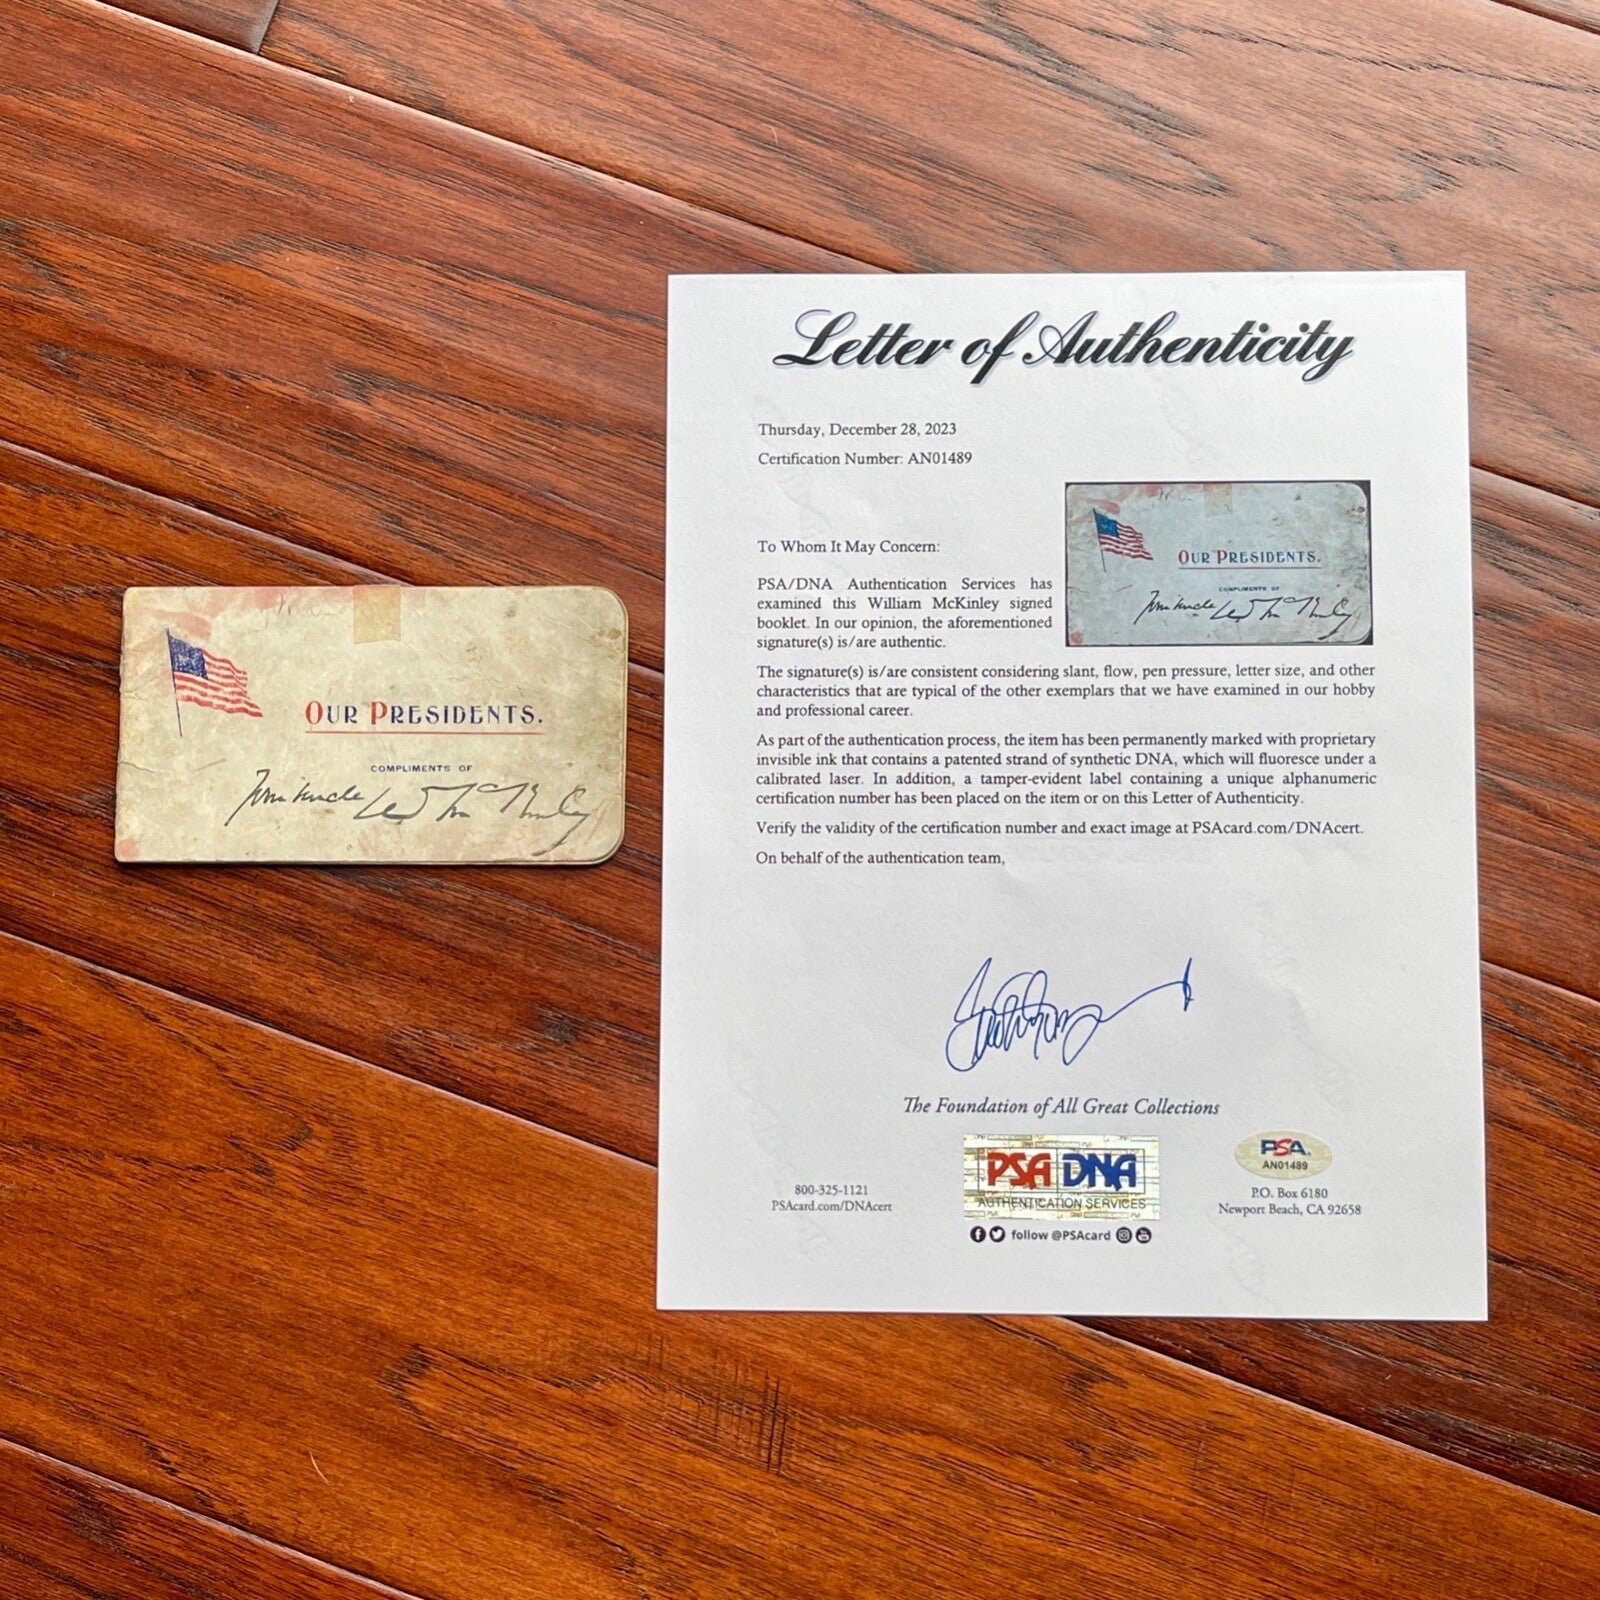 OUR PRESIDENTS.
COMPLIMENTS OF
Wm McKinley
Letter of Authenticity
Thursday, December 28, 2023
Certification Number: AN01489
To Whom It May Concern:
PSA/DNA Authentication Services has
examined this William McKinley signed
booklet. In our opinion, the aforementioned
signature(s) is/are authentic.
OUR PRESIDENTS.
COMPLIMENTS OF
Wm McKinley
The signature(s) is/are consistent considering slant, flow, pen pressure, letter size, and other
characteristics that are typical of the other exemplars that we have examined in our hobby
and professional career.
As part of the authentication process, the item has been permanently marked with proprietary
invisible ink that contains a patented strand of synthetic DNA, which will fluoresce under a
calibrated laser. In addition, a tamper-evident label containing a unique alphanumeric
certification number has been placed on the item or on this Letter of Authenticity.
Verify the validity of the certification number and exact image at PSAcard.com/DNAcert.
On behalf of the authentication team,
The Foundation of All Great Collections
800-325-1121
PSAcard.com/DNAcert
PSA DNA
AUTHENTICATION SERVICES
follow @PSAcard
PSA
AN01489
P.O. Box 6180
Newport Beach, CA 92658